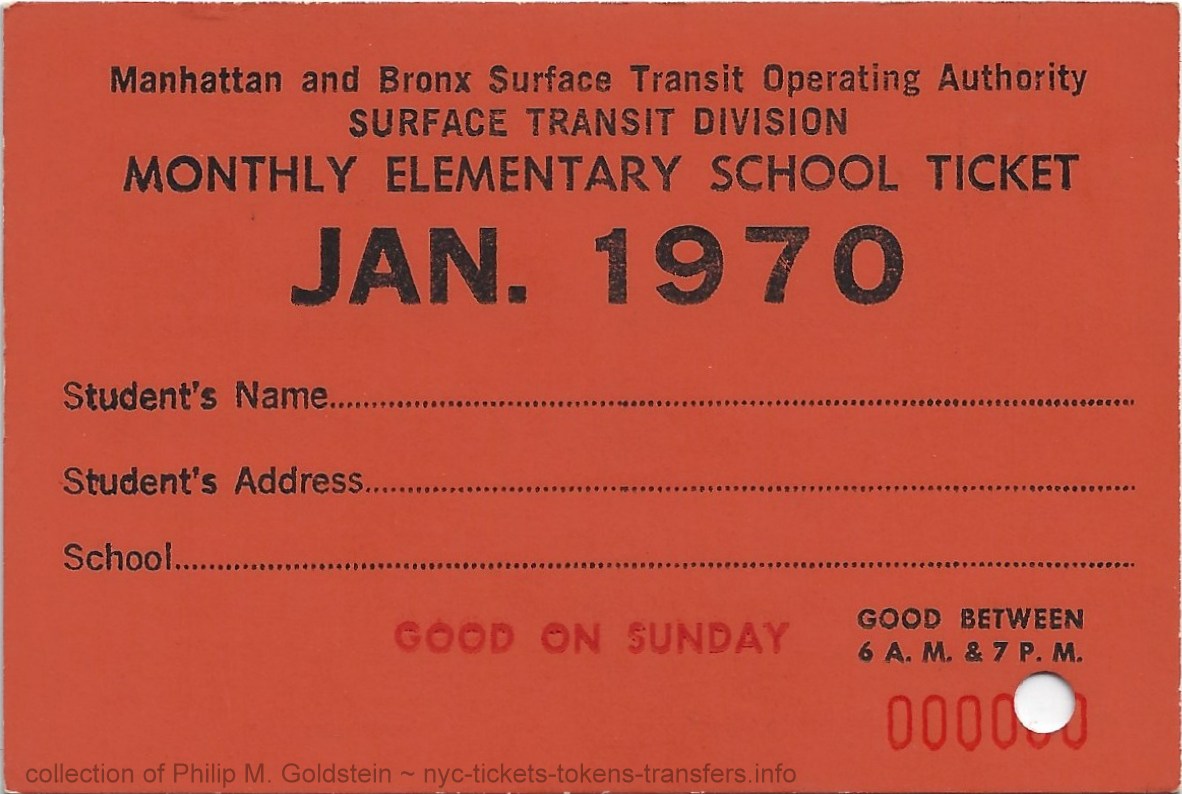 Manhattan and Bronx Surface Transit Operating Authority
SURFACE TRANSIT DIVISION
MONTHLY ELEMENTARY SCHOOL TICKET
JAN. 1970
Student's Name
Student's Address
School
GOOD ON SUNDAY
GOOD BETWEEN
6 A. M. & 7 P. M.
000000
collection of Philip M. Goldstein ~ nyc-tickets-tokens-transfers.info